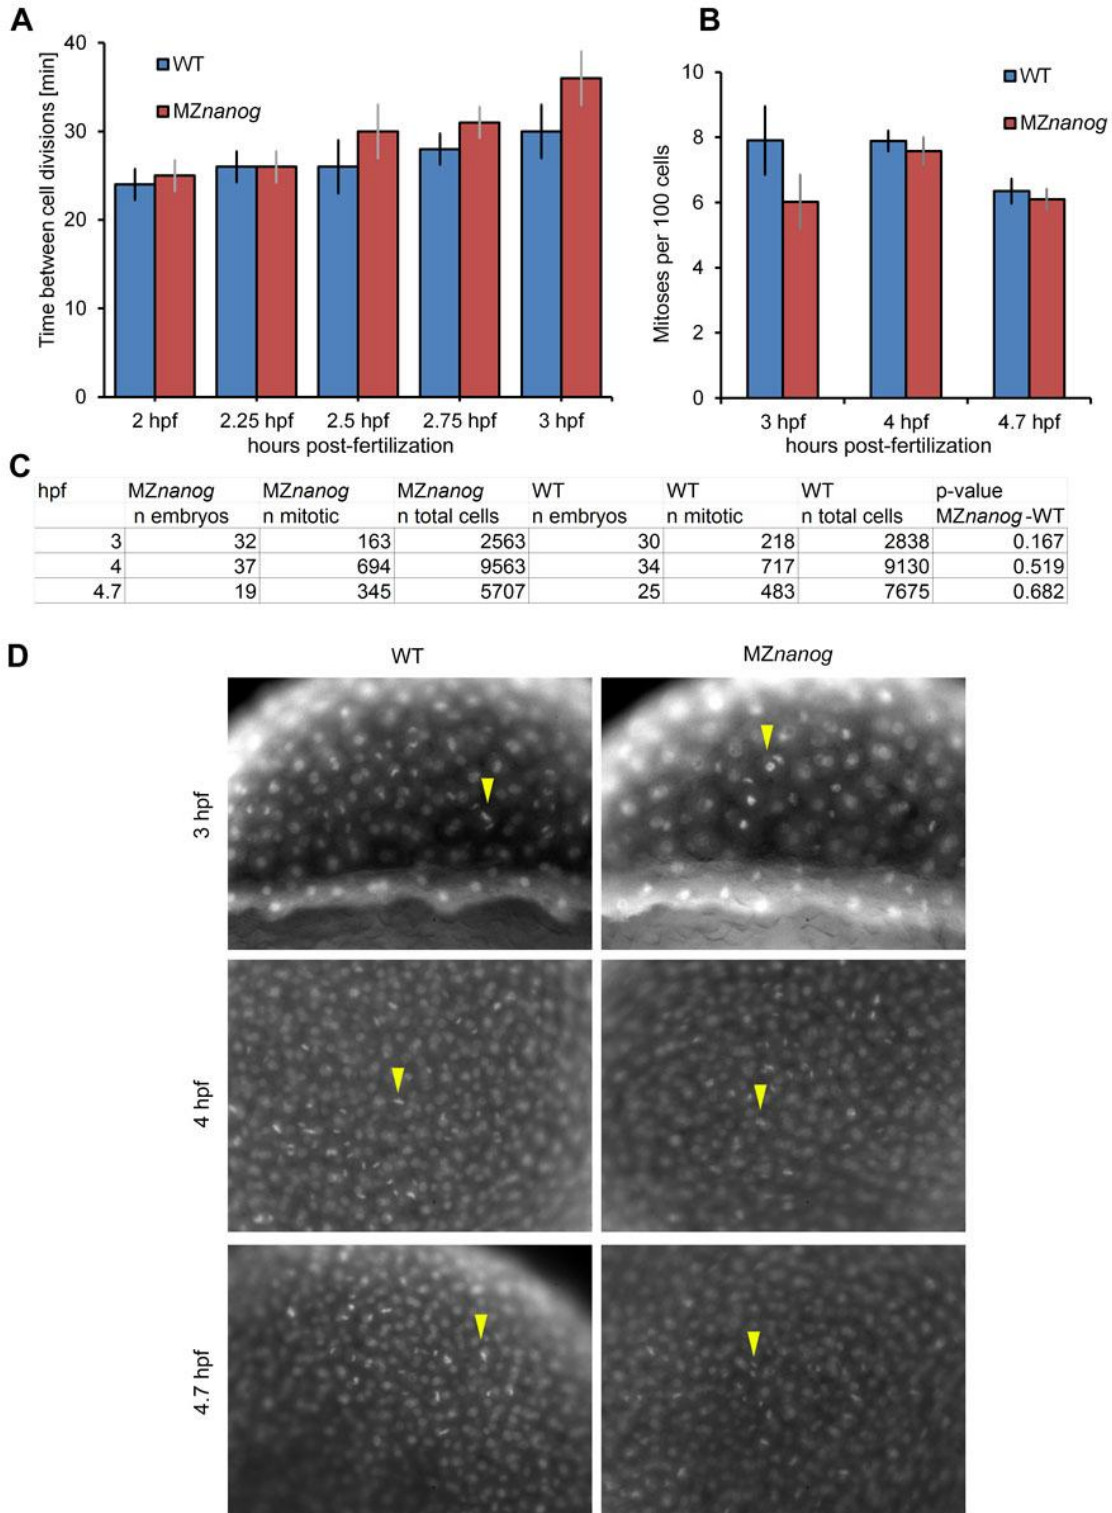 A
Time between cell divisions [min]
40
30
20
10
0
WT
MZnanog
2 hpf 2.25 hpf 2.5 hpf 2.75 hpf 3 hpf
hours post-fertilization
B
Mitoses per 100 cells
10
8
6
4
2
0
WT
MZnanog
3 hpf 4 hpf 4.7 hpf
hours post-fertilization
C
hpf MZnanog MZnanog MZnanog WT WT WT p-value
n embryos n mitotic n total cells n embryos n mitotic n total cells MZnanog-WT
3 32 163 2563 30 218 2838 0.167
4 37 694 9563 34 717 9130 0.519
4.7 19 345 5707 25 483 7675 0.682
D
WT MZnanog
3 hpf
4 hpf
4.7 hpf